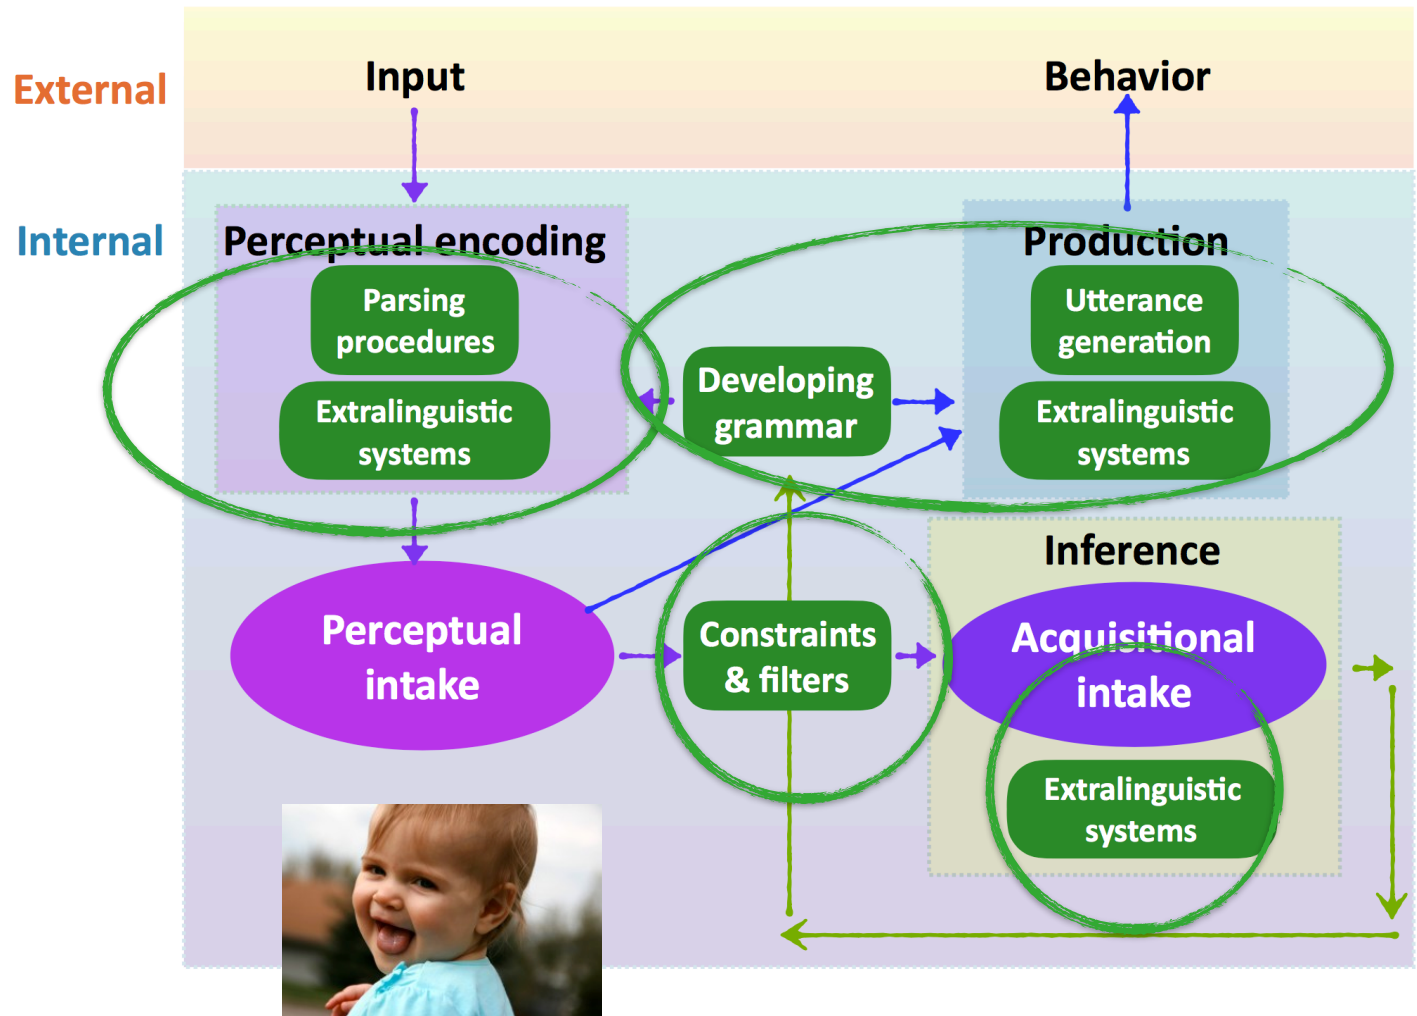 External
Input
Behavior
Internal
Perceptual encoding
Parsing
procedures
Extralinguistic
systems
Developing
grammar
Production
Utterance
generation
Extralinguistic
systems
Perceptual
intake
Constraints
& filters
Inference
Acquisitional
intake
Extralinguistic
systems